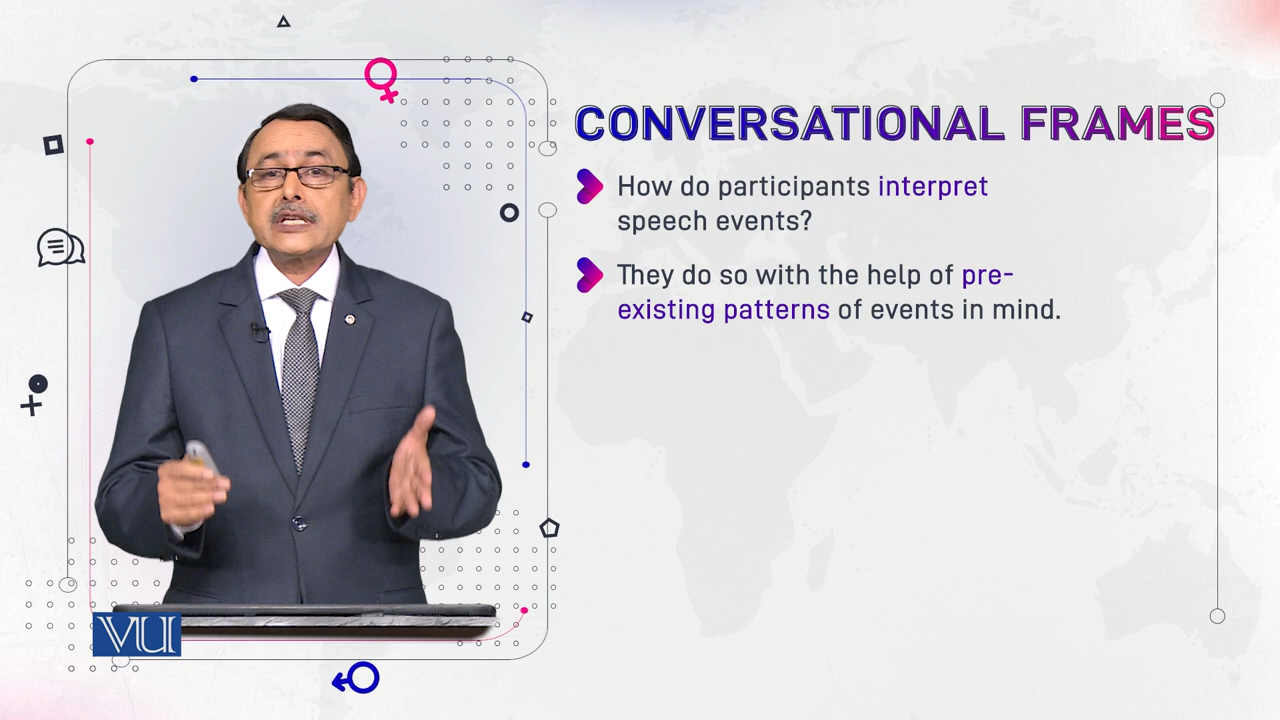 CONVERSATIONAL FRAMES
How do participants interpret
speech events?
They do so with the help of pre-
existing patterns of events in mind.
VU